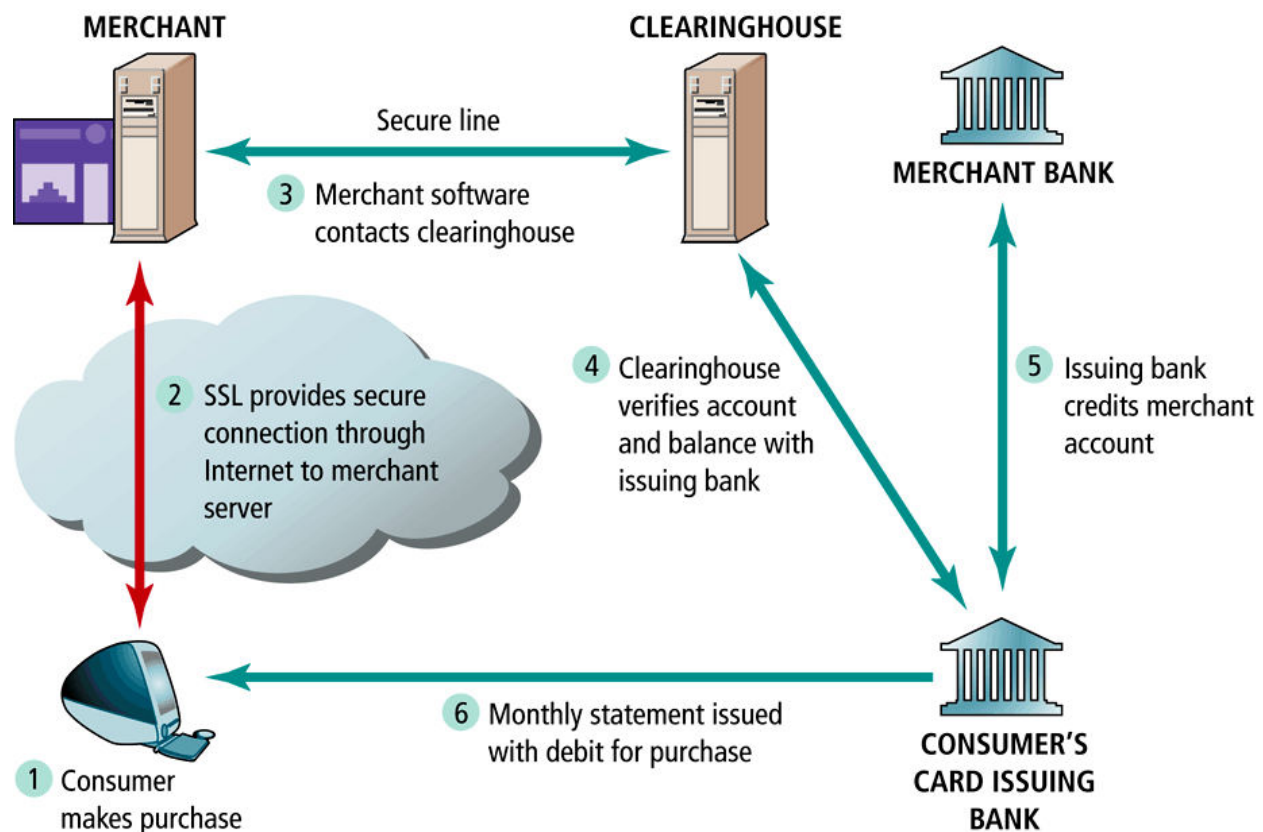 MERCHANT
CLEARINGHOUSE
MERCHANT BANK
Secure line
3 Merchant software
contacts clearinghouse
2 SSL provides secure
connection through
Internet to merchant
server
4 Clearinghouse
verifies account
and balance with
issuing bank
5 Issuing bank
credits merchant
account
6 Monthly statement issued
with debit for purchase
1 Consumer
makes purchase
CONSUMER'S
CARD ISSUING
BANK